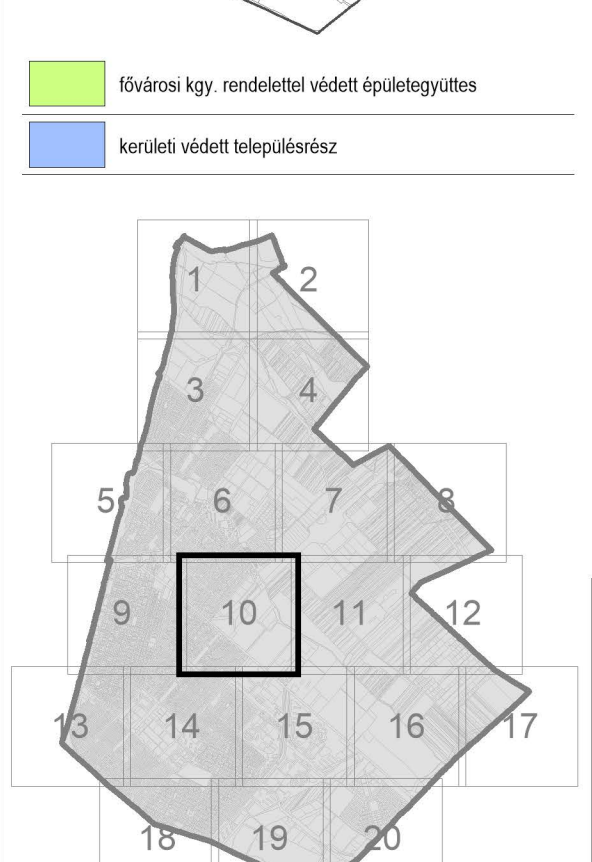 fővárosi kgy. rendelettel védett épületegyüttes
kerületi védett településrész
1 2
3 4
5 6 7 8
9 10 11 12
13 14 15 16 17
18 19 20